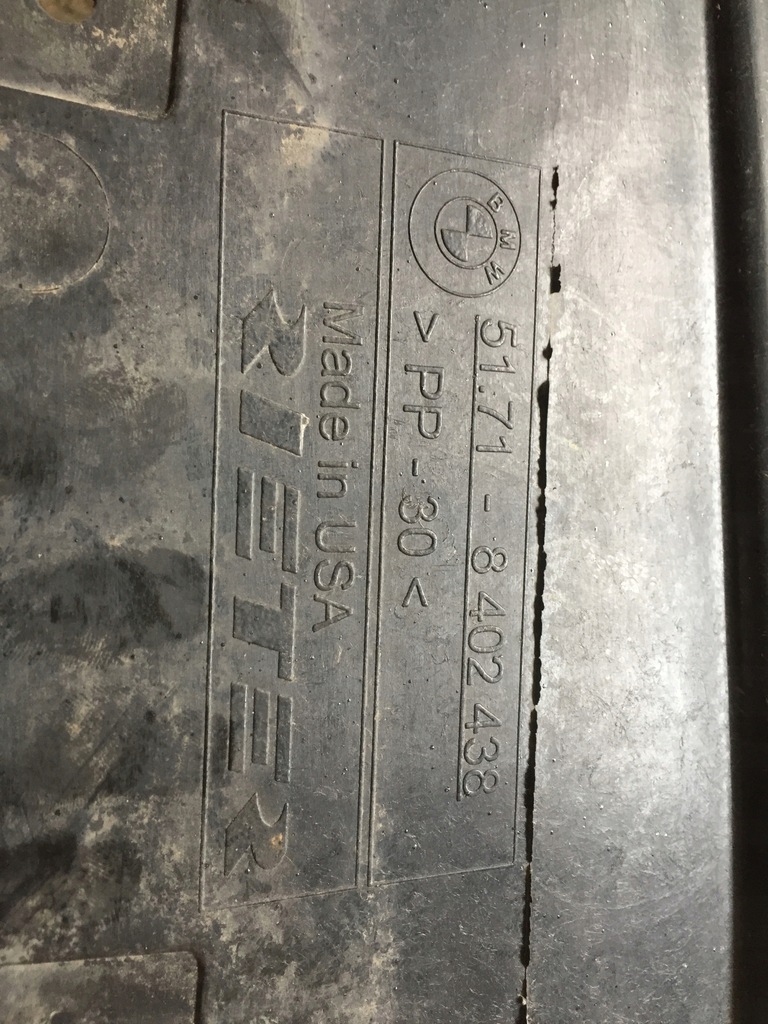 BMW
51.71 - 8 402 438
> PP - 30 <
Made in USA
RIETER